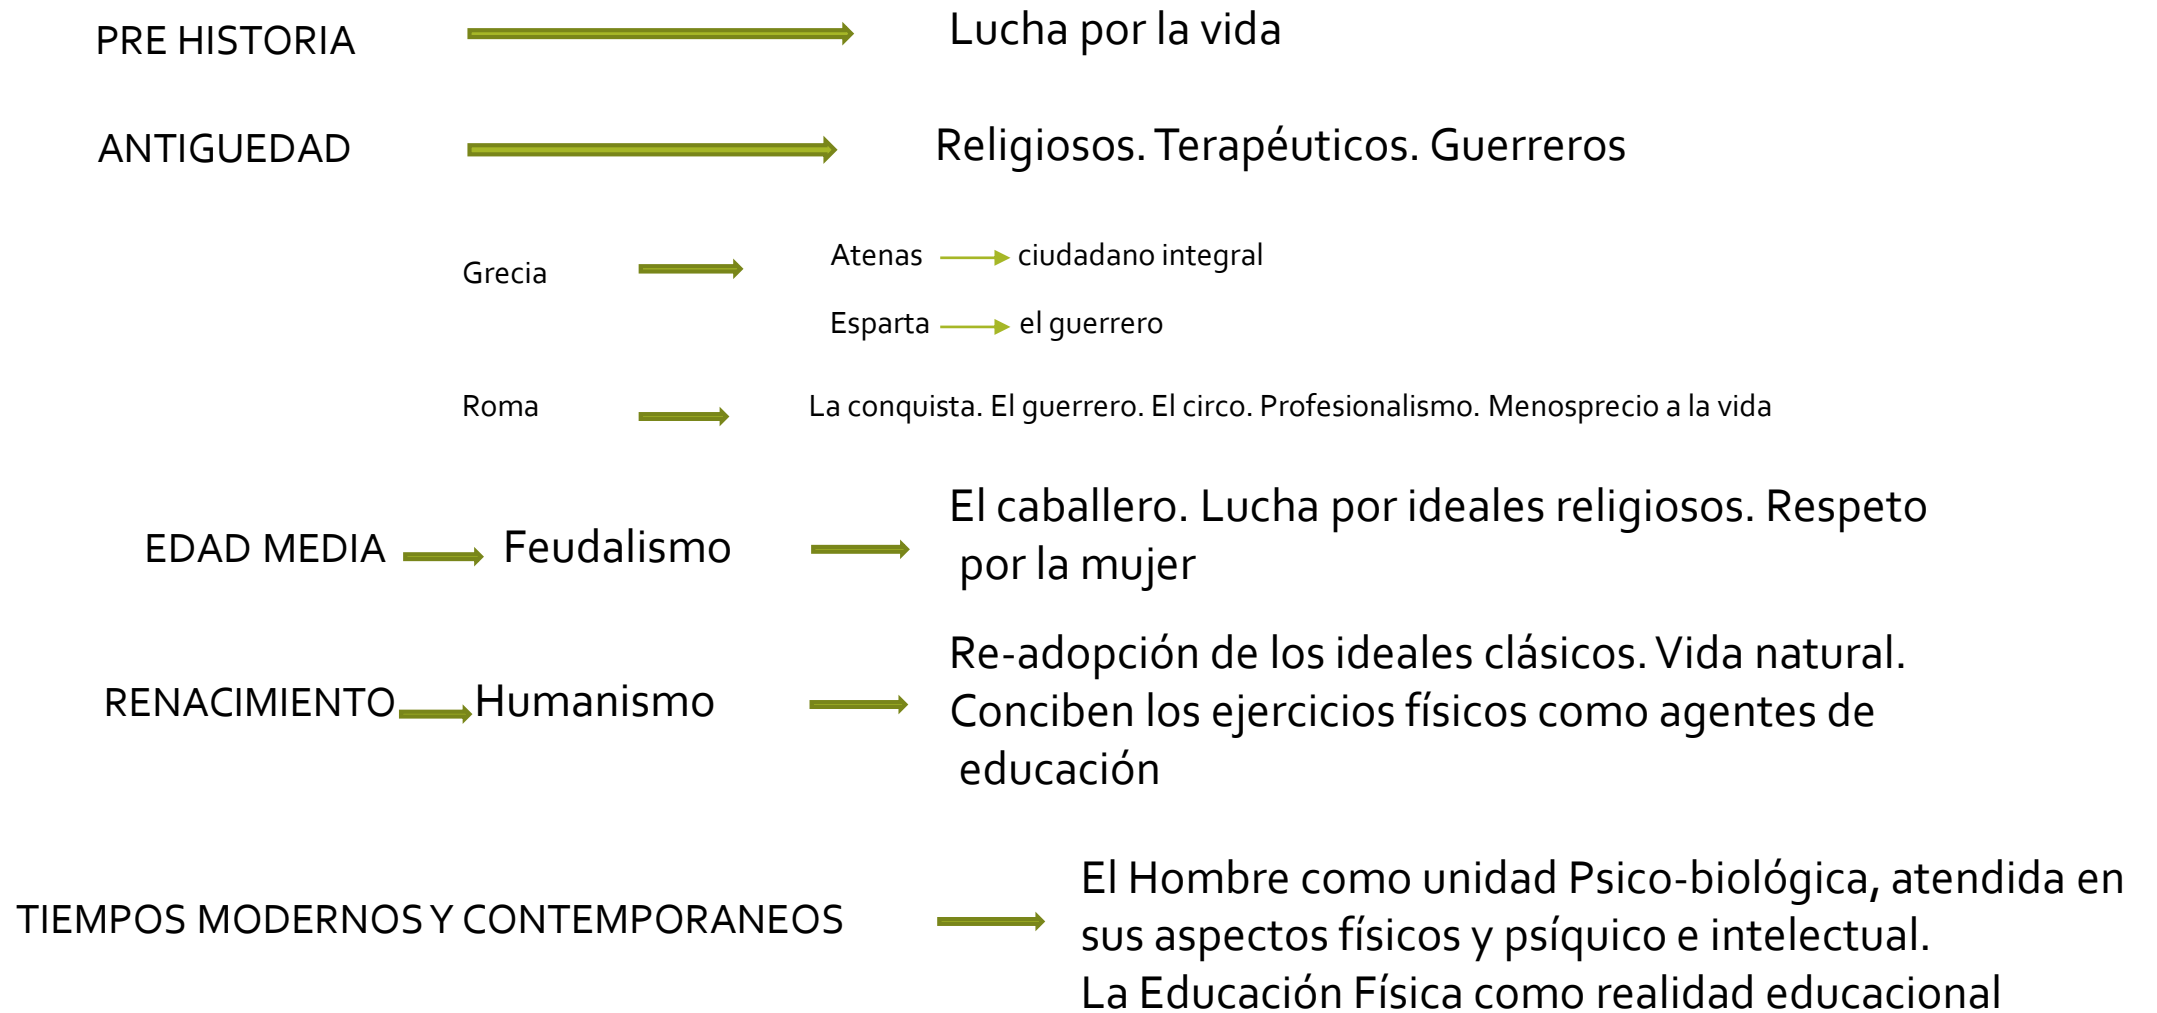 PRE HISTORIA Lucha por la vida
ANTIGUEDAD Religiosos. Terapéuticos. Guerreros
Grecia Atenas ciudadano integral
Esparta el guerrero
Roma La conquista. El guerrero. El circo. Profesionalismo. Menosprecio a la vida
EDAD MEDIA Feudalismo El caballero. Lucha por ideales religiosos. Respeto
por la mujer
RENACIMIENTO Humanismo Re-adopción de los ideales clásicos. Vida natural.
Conciben los ejercicios físicos como agentes de
educación
TIEMPOS MODERNOS Y CONTEMPORANEOS El Hombre como unidad Psico-biológica, atendida en
sus aspectos físicos y psíquico e intelectual.
La Educación Física como realidad educacional